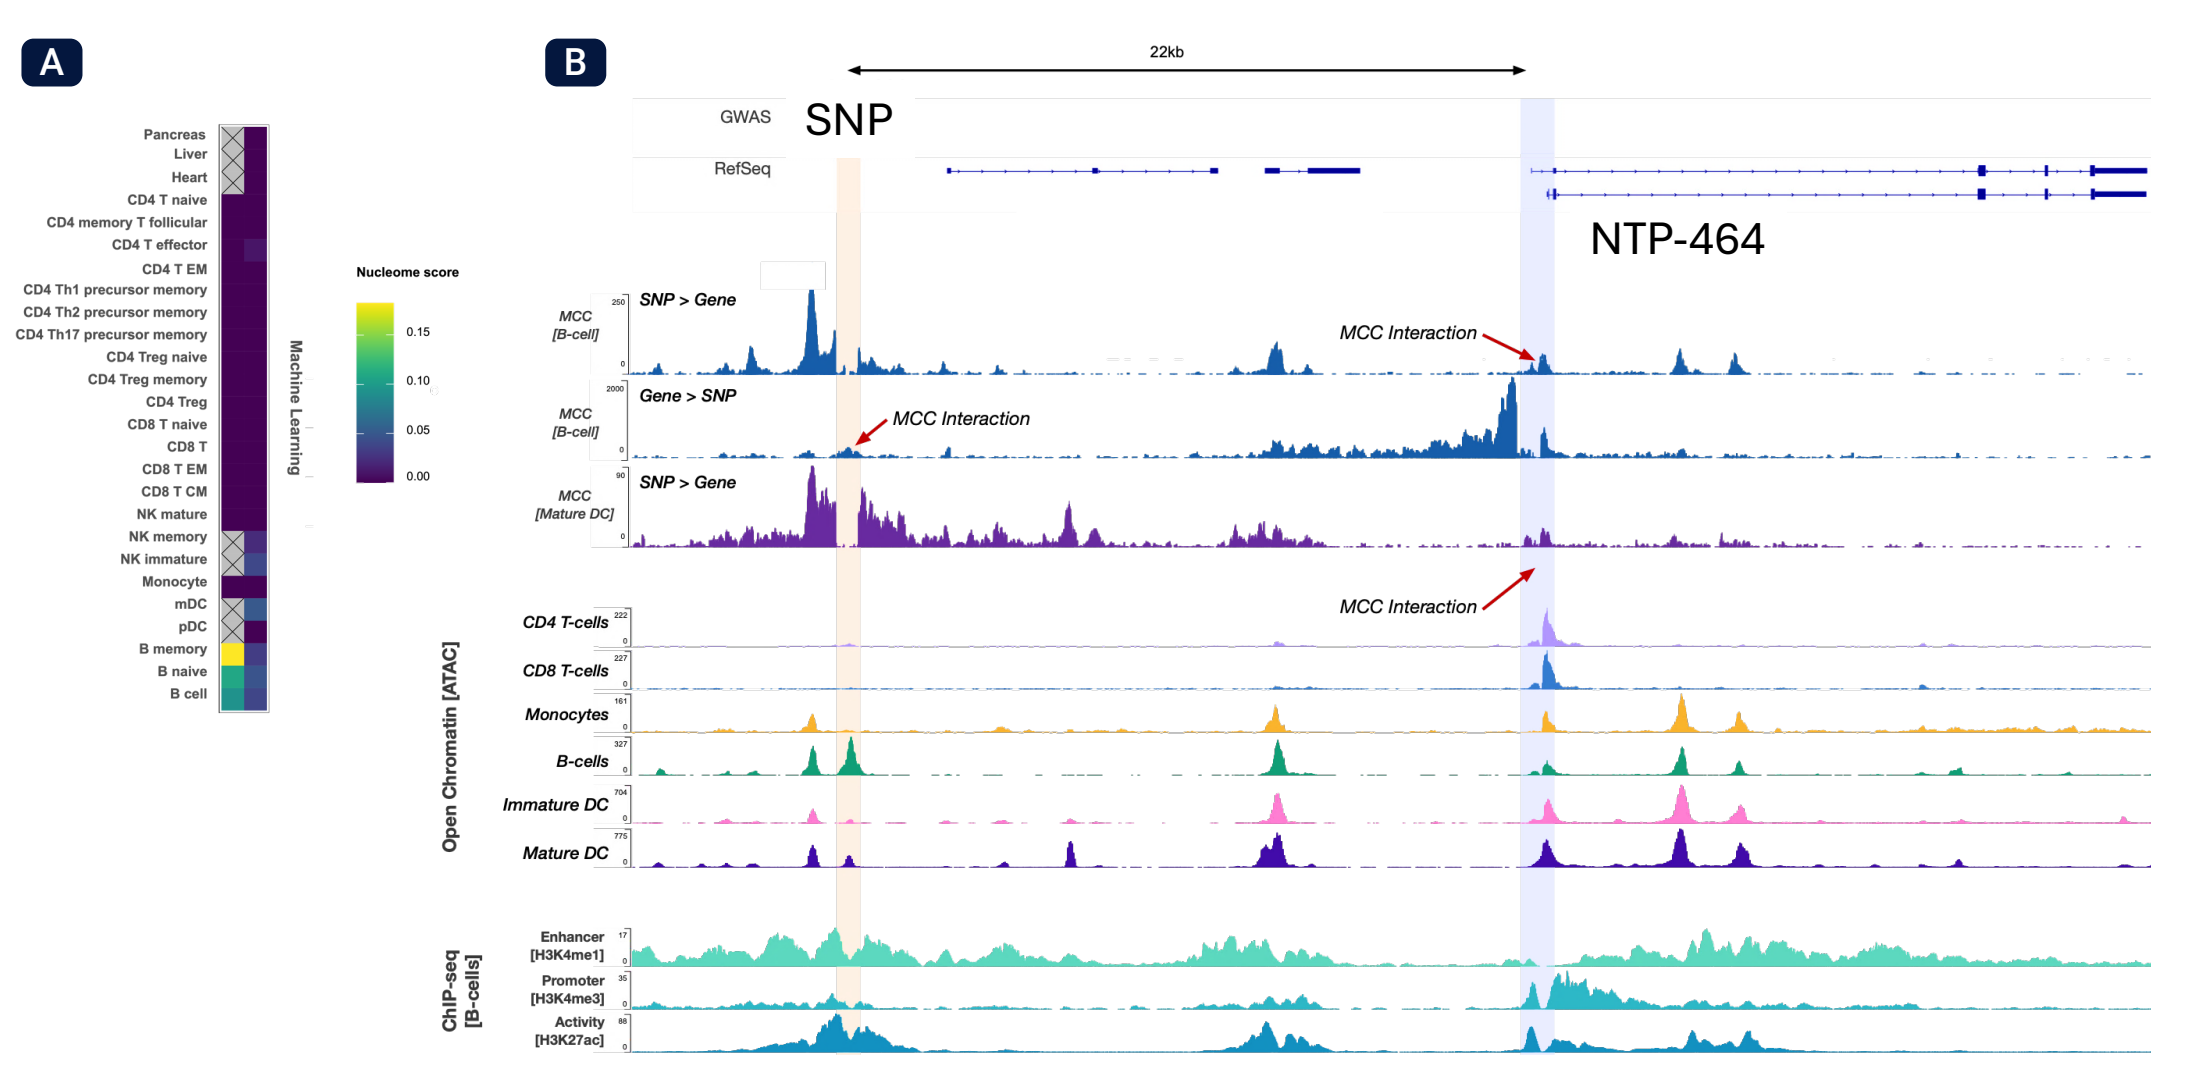 A
Pancreas
Liver
Heart
CD4 T naive
CD4 memory T follicular
CD4 T effector
CD4 T EM
CD4 Th1 precursor memory
CD4 Th2 precursor memory
CD4 Th17 precursor memory
CD4 Treg naive
CD4 Treg memory
CD4 Treg
CD8 T naive
CD8 T
CD8 T EM
CD8 T CM
NK mature
NK memory
NK immature
Monocyte
mDC
pDC
B memory
B naive
B cell
Machine Learning
Nucleome score
0.15
0.10
0.05
0.00
B
22kb
GWAS
SNP
RefSeq
NTP-464
MCC
[B-cell]
250
0
SNP > Gene
MCC Interaction
MCC
[B-cell]
2000
0
Gene > SNP
MCC Interaction
MCC
[Mature DC]
90
0
SNP > Gene
MCC Interaction
Open Chromatin [ATAC]
CD4 T-cells
222
0
CD8 T-cells
227
0
Monocytes
161
0
B-cells
327
0
Immature DC
704
0
Mature DC
775
0
ChIP-seq
[B-cells]
Enhancer
[H3K4me1]
17
0
Promoter
[H3K4me3]
35
0
Activity
[H3K27ac]
88
0